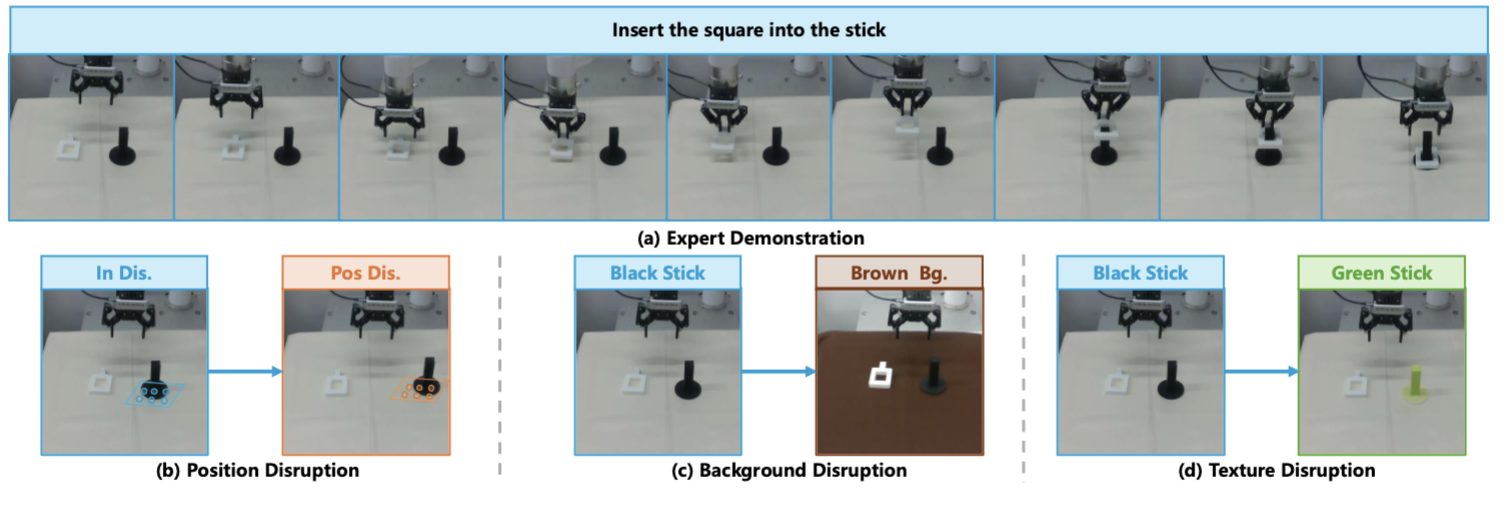 Insert the square into the stick
(a) Expert Demonstration
In Dis.
Pos Dis.
(b) Position Disruption
Black Stick
Brown Bg.
(c) Background Disruption
Black Stick
Green Stick
(d) Texture Disruption